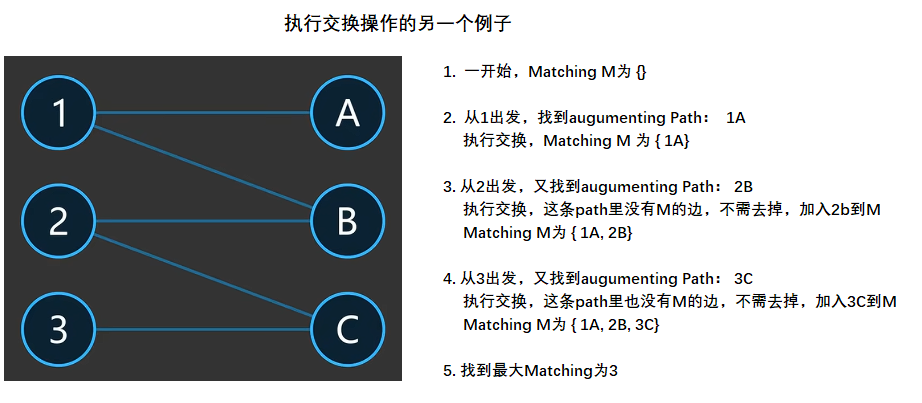 执行交换操作的另一个例子
1
A
2
B
3
C
1. 一开始，Matching M为 {}
2. 从1出发，找到augumenting Path： 1A
执行交换，Matching M 为 { 1A}
3. 从2出发，又找到augumenting Path： 2B
执行交换，这条path里没有M的边，不需去掉，加入2b到M
Matching M为 { 1A, 2B}
4. 从3出发，又找到augumenting Path： 3C
执行交换，这条path里也没有M的边，不需去掉，加入3C到M
Matching M为 { 1A, 2B, 3C}
5. 找到最大Matching为3